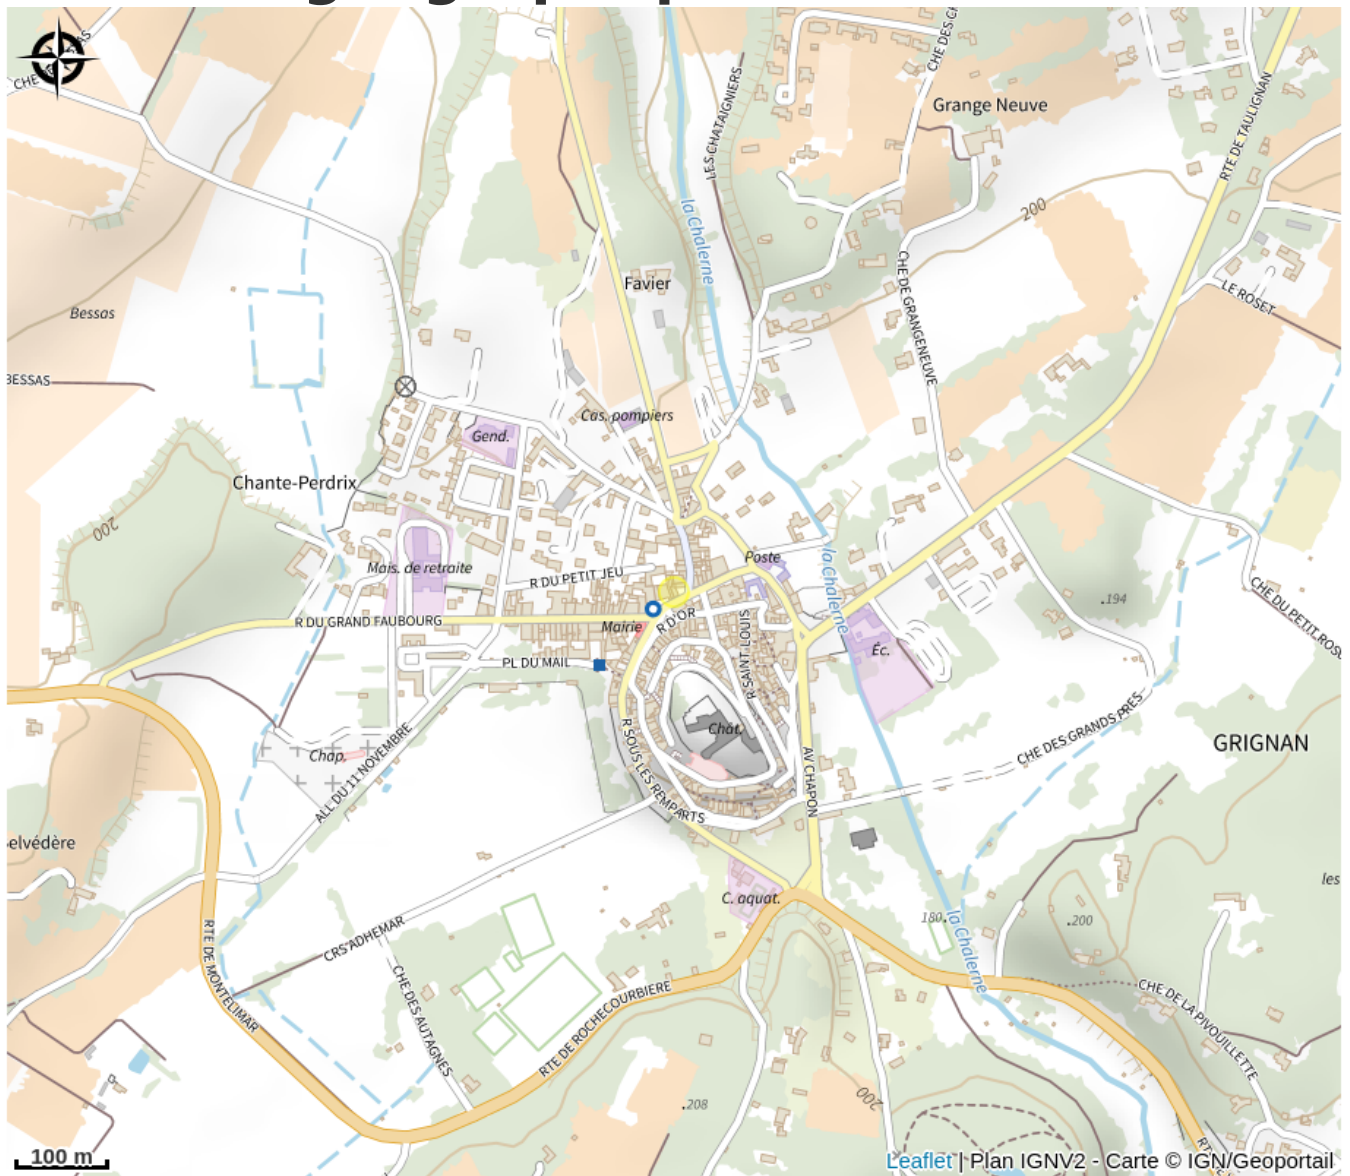 CHE DES CH
LES CHATAIGNIERS
Grange Neuve
RTE DE TAULIGNAN
la Chalerne
200
CHE DE GRANGENEUVE
Favier
LE ROSET
Bessas
BESSAS
Cas. pompiers
Gend.
Chante-Perdrix
200
Mais. de retraite
Poste
la Chalerne
R DU PETIT JEU
.194
CHE DU PETIT ROSE
R DU GRAND FAUBOURG
Mairie
R D'OR
R SAINT LOUIS
Éc.
PL DU MAIL
Chât.
R SOUS LES REMPARTS
AV CHAPON
CHE DES GRANDS PRES
GRIGNAN
Chap.
ALL DU 11 NOVEMBRE
elvédère
C. aquat.
les
CRS ADHEMAR
180.
la Chalerne
.200
RTE DE MONTELIMAR
CHE DES AUTAGNES
RTE DE ROCHECOURBIERE
CHE DE LA PIVOUILLETTE
.208
200
100 m
Leaflet | Plan IGNV2 - Carte © IGN/Geoportail